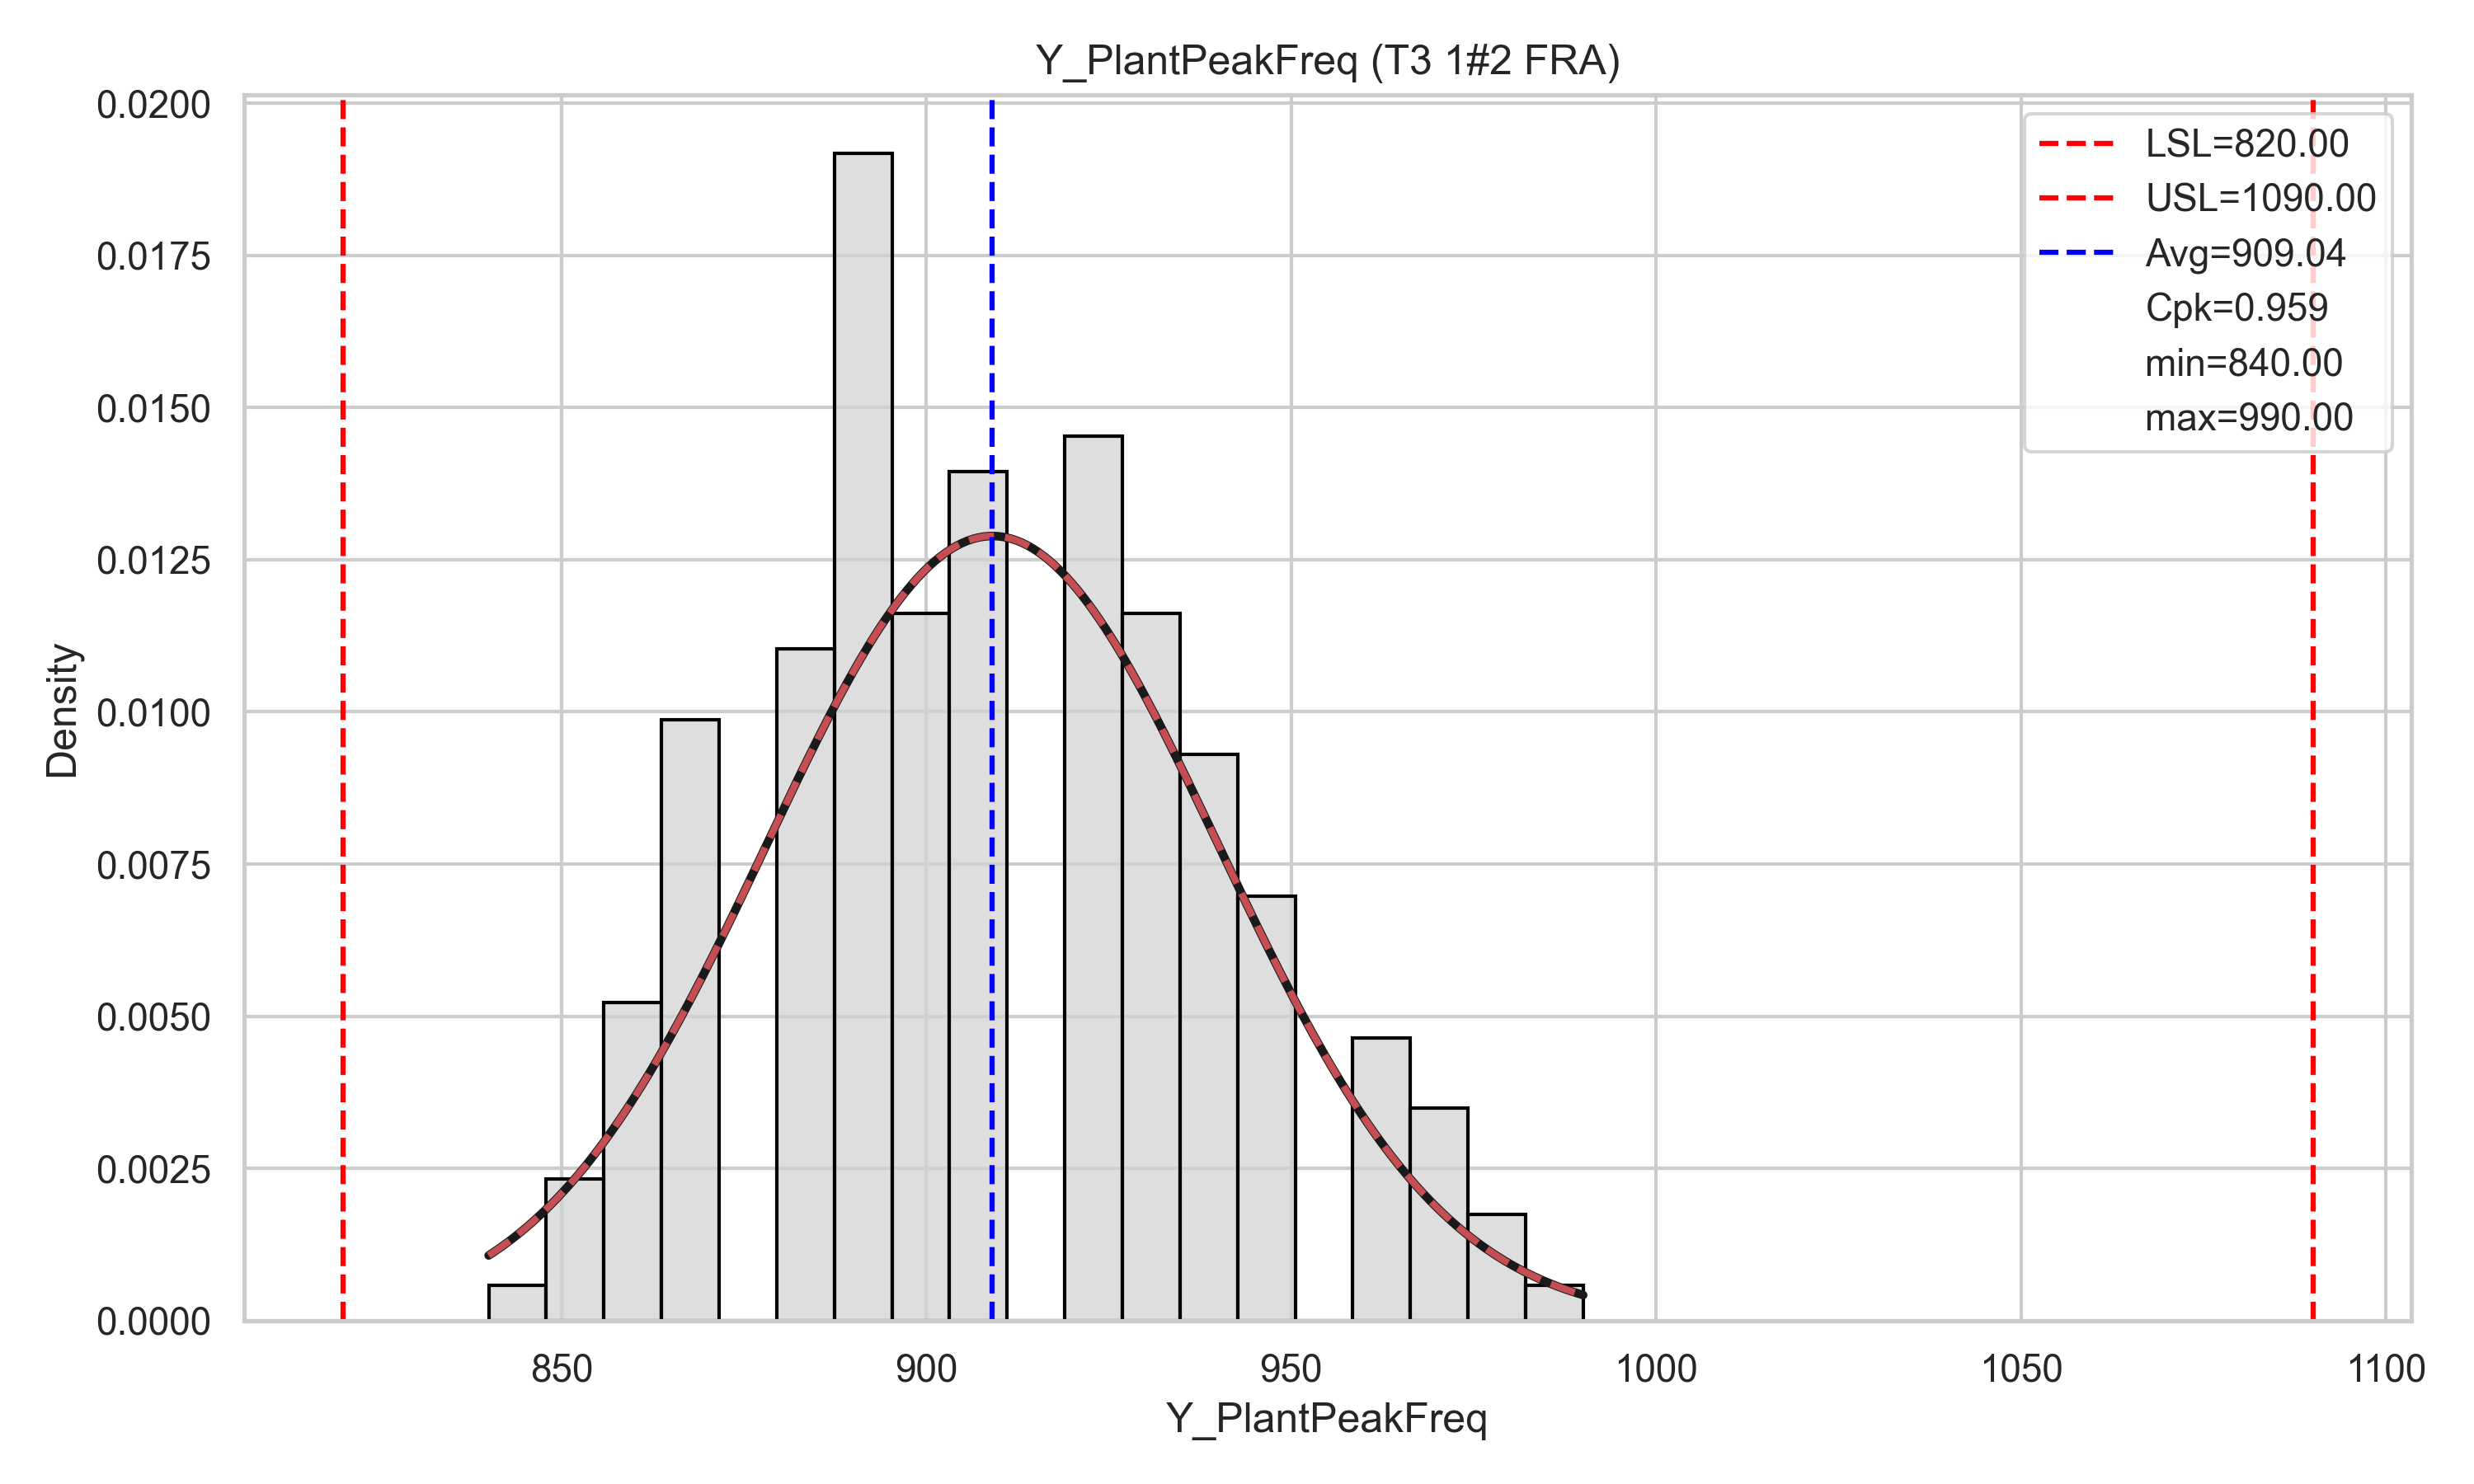 Y_PlantPeakFreq (T3 1#2 FRA)
LSL=820.00
USL=1090.00
Avg=909.04
Cpk=0.959
min=840.00
max=990.00
0.0200
0.0175
0.0150
0.0125
0.0100
0.0075
0.0050
0.0025
0.0000
Density
850 900 950 1000 1050 1100
Y_PlantPeakFreq